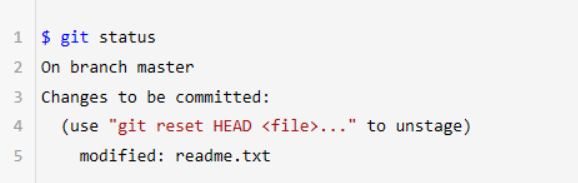 1 $ git status
2 On branch master
3 Changes to be committed:
4 (use "git reset HEAD <file>..." to unstage)
5 modified: readme.txt